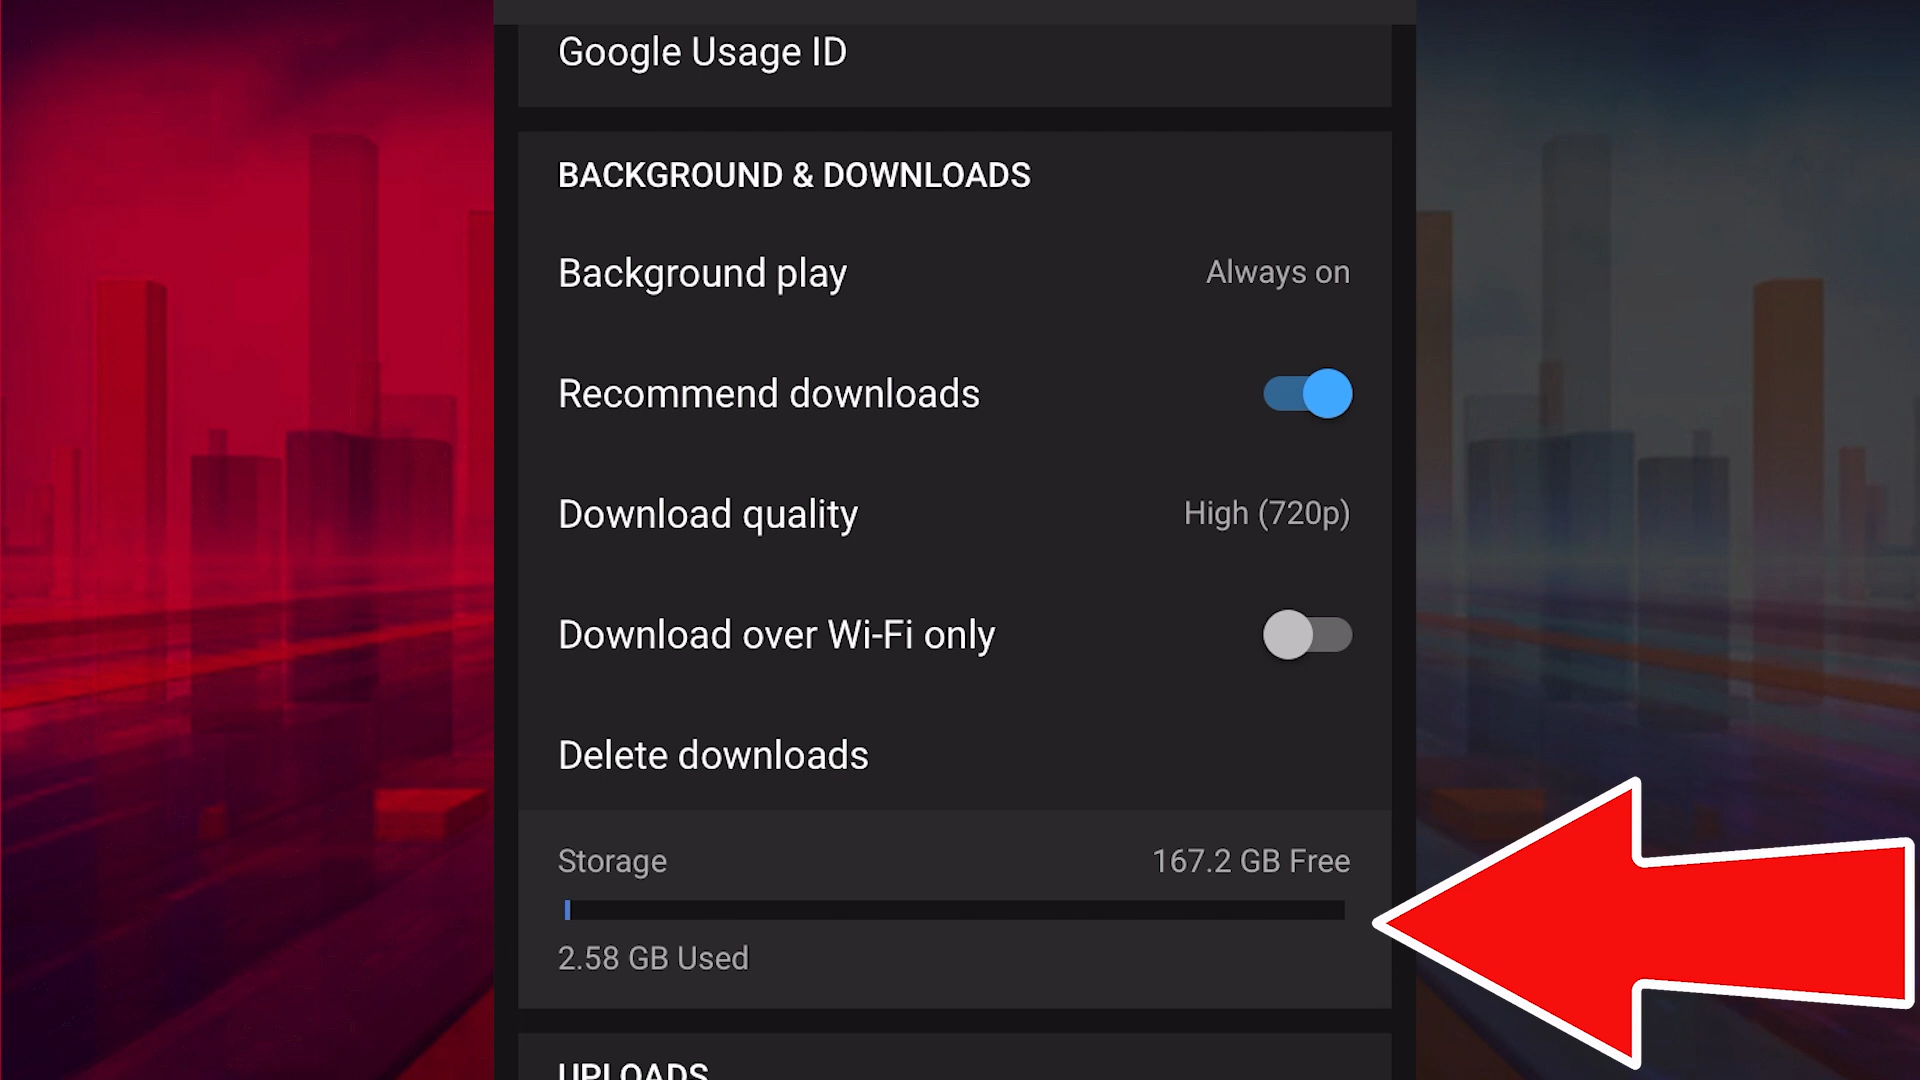 Google Usage ID
BACKGROUND & DOWNLOADS
Background play Always on
Recommend downloads
Download quality High (720p)
Download over Wi-Fi only
Delete downloads
Storage 167.2 GB Free
2.58 GB Used
UPLOADS